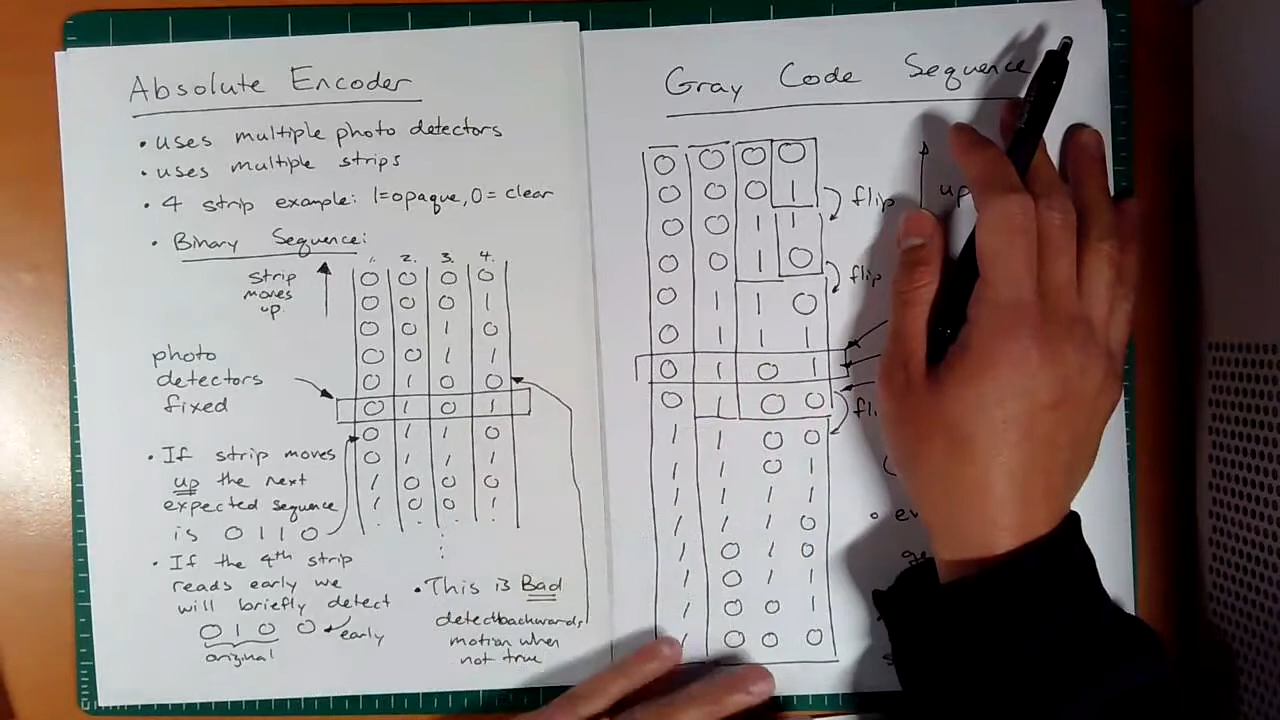 Absolute Encoder
• uses multiple photo detectors
• uses multiple strips
• 4 strip example: 1=opaque, 0=clear
• Binary Sequence:
strip
moves
up.
1. 2. 3. 4.
0 0 0 0
0 0 0 1
0 0 1 0
0 0 1 1
0 1 0 0
0 1 0 1
0 1 1 0
0 1 1 1
1 0 0 0
1 0 0 1
photo
detectors
fixed
• If strip moves
up the next
expected sequence
is 0 1 1 0
• If the 4th strip
reads early we
will briefly detect
0 1 0 0 early
original
• This is Bad
detect backwards
motion when
not true
Gray Code Sequence
0 0 0 0
0 0 0 1
0 0 1 1
0 0 1 0
0 1 1 0
0 1 1 1
0 1 0 1
0 1 0 0
1 1 0 0
1 1 0 1
1 1 1 1
1 1 1 0
1 0 1 0
1 0 1 1
1 0 0 1
1 0 0 0
flip
flip
up